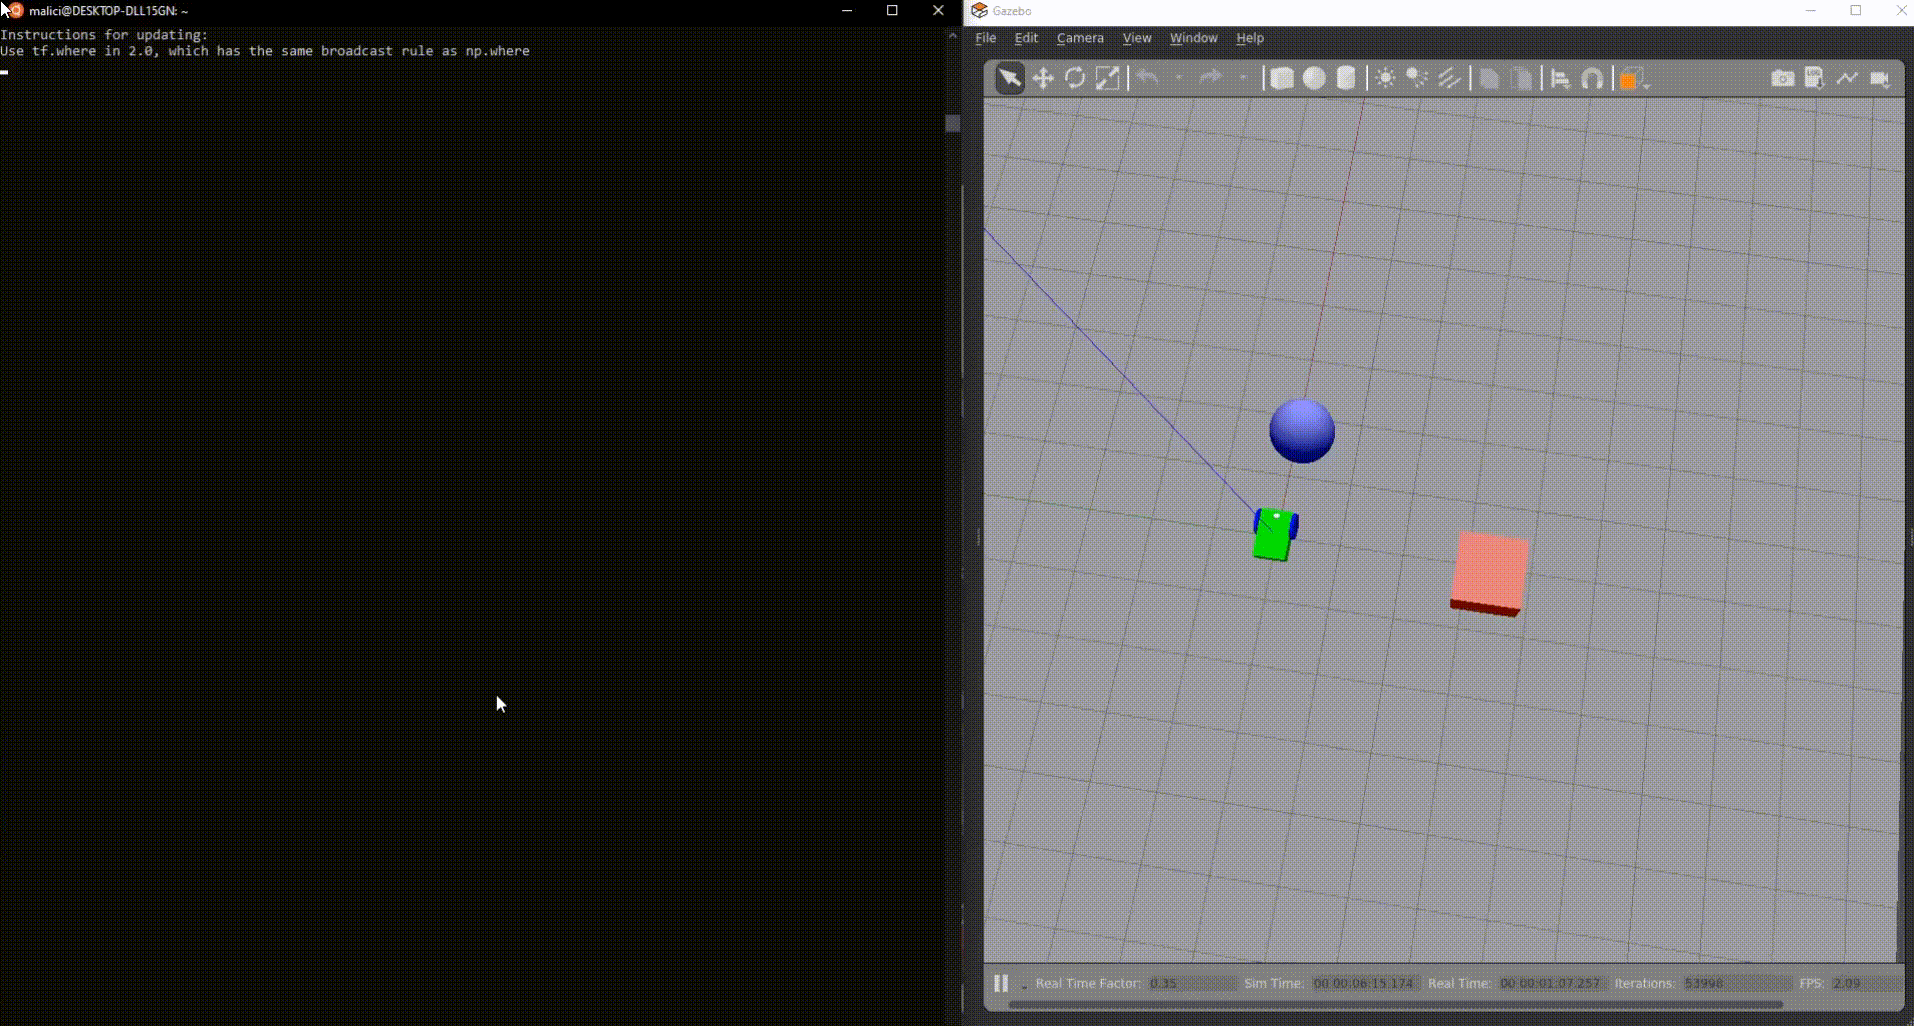 malici@DESKTOP-DLL15GN: ~
Instructions for updating:
Use tf.where in 2.0, which has the same broadcast rule as np.where
Gazebo
File Edit Camera View Window Help
LOG
Real Time Factor: 0.35 Sim Time: 00 00:06:15.174 Real Time: 00 00:01:07.257 Iterations: 53998 FPS: 2.09